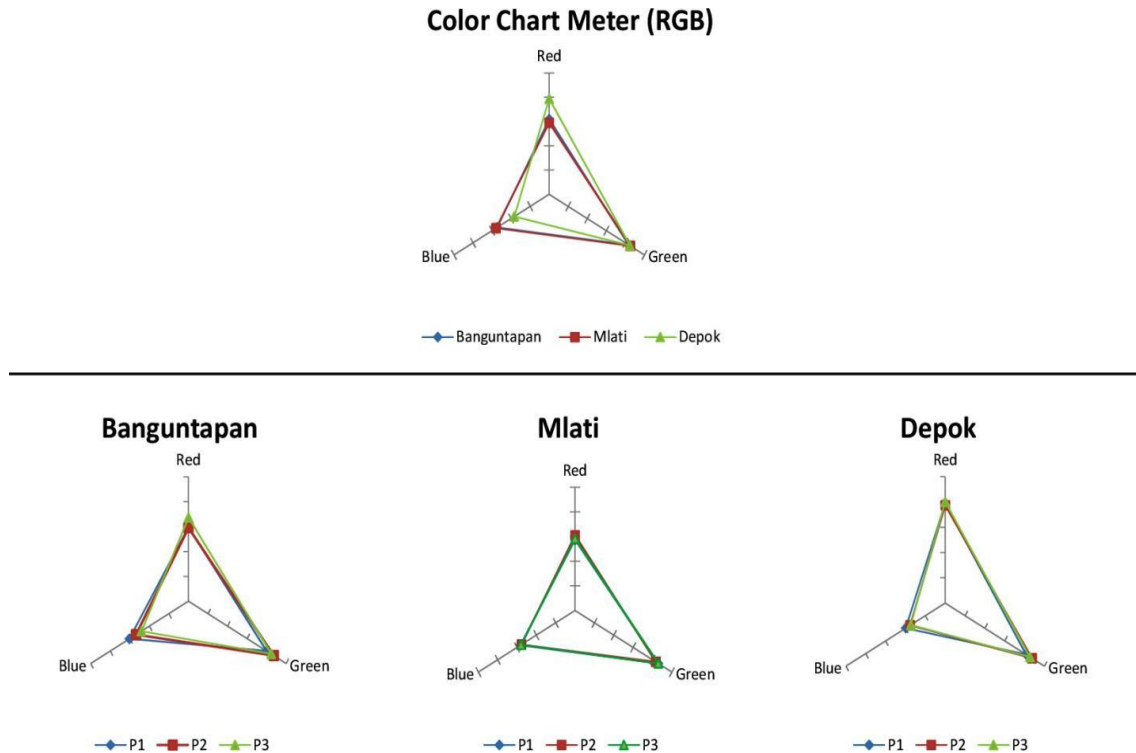 Color Chart Meter (RGB)
Red
Blue
Green
Banguntapan Mlati Depok
Banguntapan
Red
Blue
Green
P1 P2 P3
Mlati
Red
Blue
Green
P1 P2 P3
Depok
Red
Blue
Green
P1 P2 P3